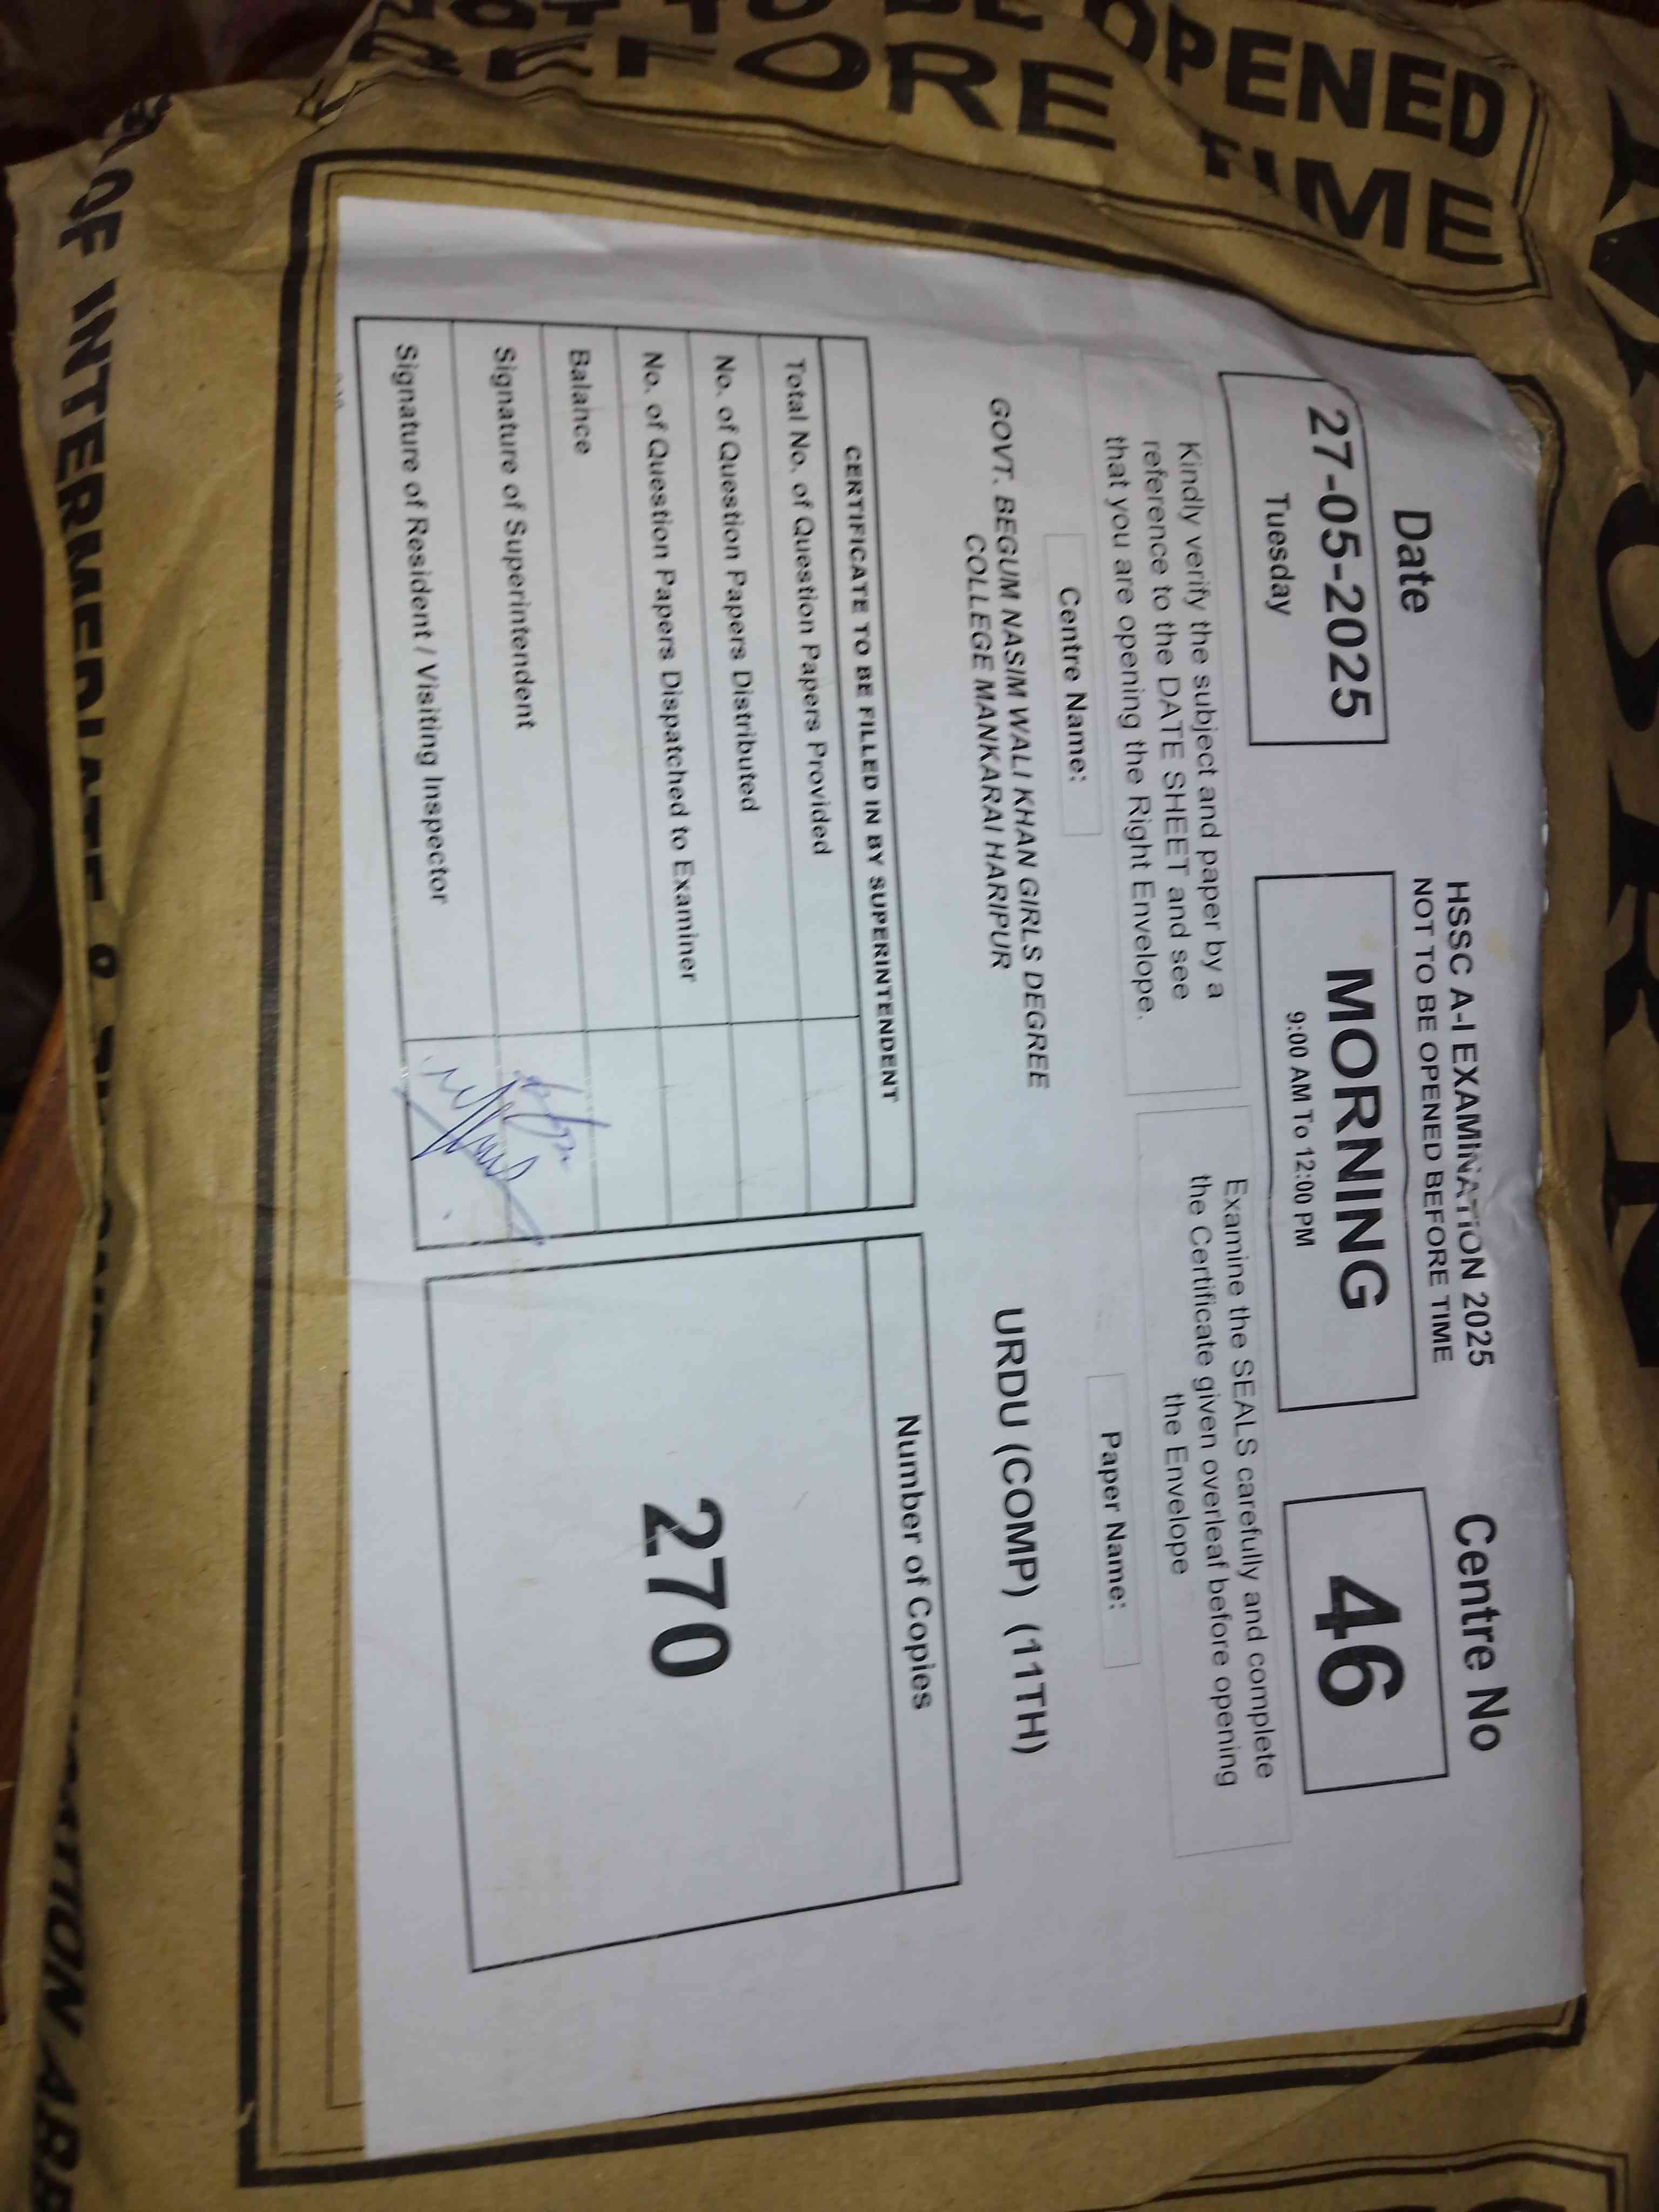 NOT TO BE OPENED
BEFORE TIME
Date
27-05-2025
Tuesday
HSSC A-I EXAMINATION 2025
NOT TO BE OPENED BEFORE TIME
MORNING
9:00 AM To 12:00 PM
Centre No
46
Kindly verify the subject and paper by a
reference to the DATE SHEET and see
that you are opening the Right Envelope.
Examine the SEALS carefully and complete
the Certificate given overleaf before opening
the Envelope
Centre Name:
GOVT. BEGUM NASIM WALI KHAN GIRLS DEGREE
COLLEGE MANKARAI HARIPUR
Paper Name:
URDU (COMP) (11TH)
CERTIFICATE TO BE FILLED IN BY SUPERINTENDENT
Total No. of Question Papers Provided
No. of Question Papers Distributed
No. of Question Papers Dispatched to Examiner
Balance
Signature of Superintendent
Signature of Resident / Visiting Inspector
Number of Copies
270
OF INTERMEDIATE &